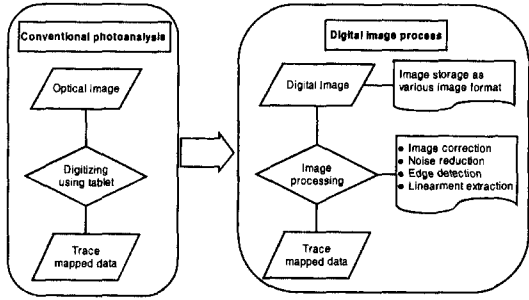 Conventional photoanalysis
Optical image
Digitizing
using tablet
Trace
mapped data
Digital image process
Digital Image
Image storage as
various image format
Image
processing
● Image correction
● Noise reduction
● Edge detection
● Linearment extraction
Trace
mapped data